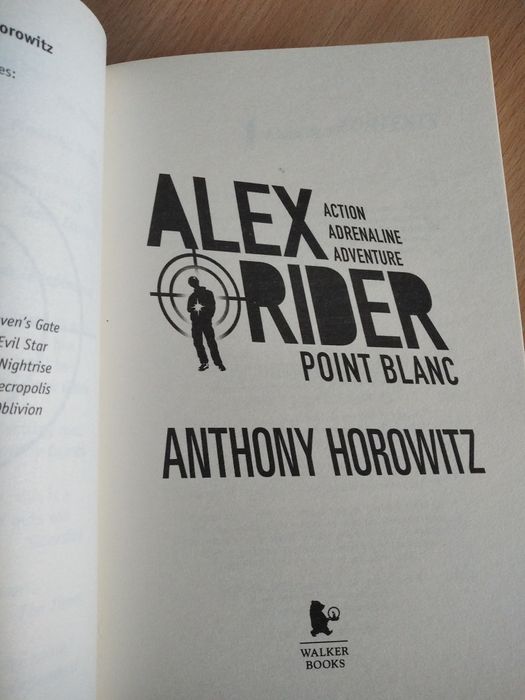 orowitz
es:
ven's Gate
Evil Star
Nightrise
ecropolis
Oblivion
ALEX
ACTION
ADRENALINE
ADVENTURE
RIDER
POINT BLANC
ANTHONY HOROWITZ
WALKER
BOOKS